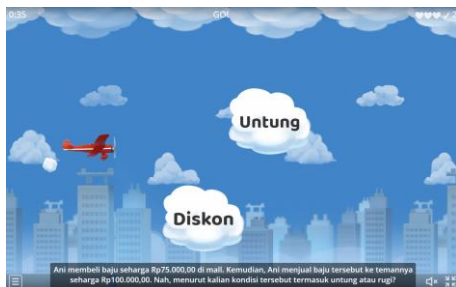 0:35 GO!
Untung
Diskon
Ani membeli baju seharga Rp75.000,00 di mall. Kemudian, Ani menjual baju tersebut ke temannya
seharga Rp100.000,00. Nah, menurut kalian kondisi tersebut termasuk untung atau rugi?